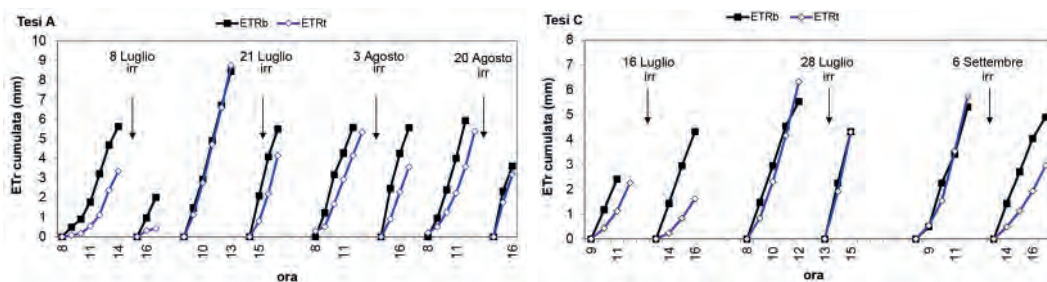 Tesi A
ETRb ETRt
ETr cumulata (mm)
10
9
8
7
6
5
4
3
2
1
0
8 Luglio
irr
21 Luglio
irr
3 Agosto
irr
20 Agosto
irr
8 11 14 16 10 13 15 8 11 14 16 8 11 14 16
ora
Tesi C
ETRb ETRt
ETr cumulata (mm)
8
7
6
5
4
3
2
1
0
16 Luglio
irr
28 Luglio
irr
6 Settembre
irr
9 11 14 16 8 10 12 13 15 9 11 14 17
ora